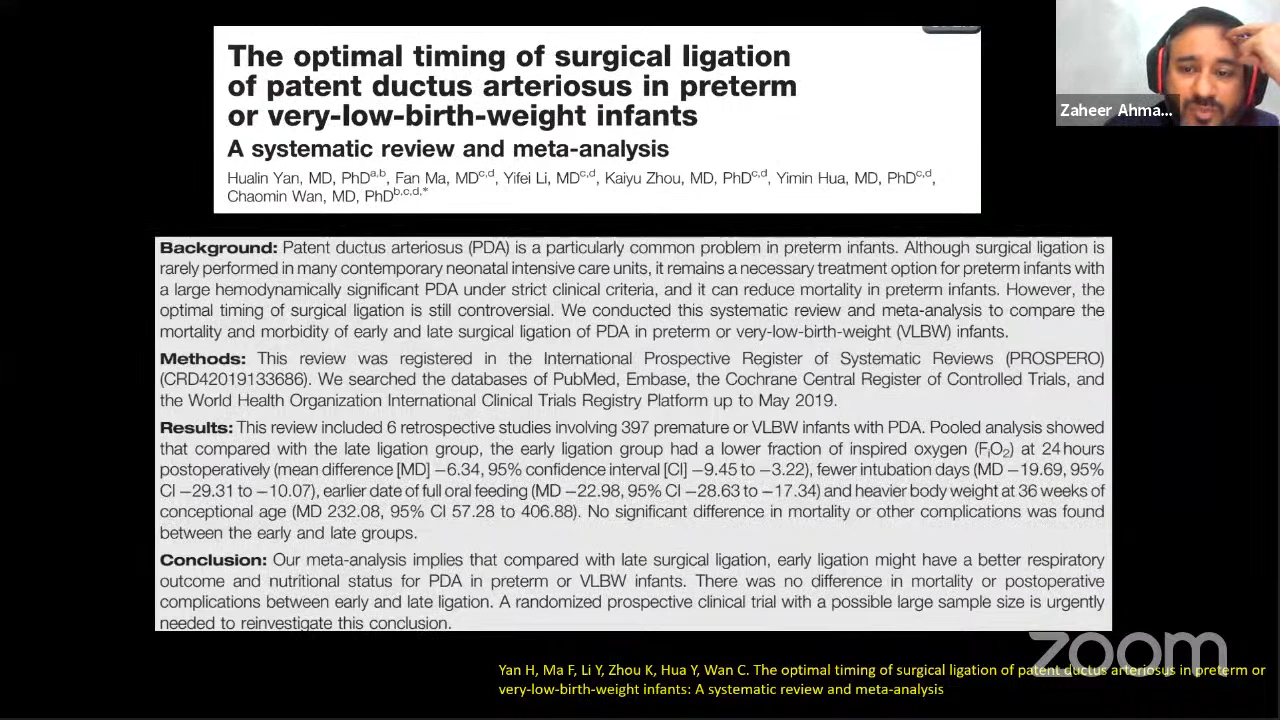 The optimal timing of surgical ligation
of patent ductus arteriosus in preterm
or very-low-birth-weight infants
A systematic review and meta-analysis
Hualin Yan, MD, PhDa,b, Fan Ma, MDc,d, Yifei Li, MDc,d, Kaiyu Zhou, MD, PhDc,d, Yimin Hua, MD, PhDc,d,
Chaomin Wan, MD, PhDb,c,d,*
Zaheer Ahma...
Background: Patent ductus arteriosus (PDA) is a particularly common problem in preterm infants. Although surgical ligation is
rarely performed in many contemporary neonatal intensive care units, it remains a necessary treatment option for preterm infants with
a large hemodynamically significant PDA under strict clinical criteria, and it can reduce mortality in preterm infants. However, the
optimal timing of surgical ligation is still controversial. We conducted this systematic review and meta-analysis to compare the
mortality and morbidity of early and late surgical ligation of PDA in preterm or very-low-birth-weight (VLBW) infants.
Methods: This review was registered in the International Prospective Register of Systematic Reviews (PROSPERO)
(CRD42019133686). We searched the databases of PubMed, Embase, the Cochrane Central Register of Controlled Trials, and
the World Health Organization International Clinical Trials Registry Platform up to May 2019.
Results: This review included 6 retrospective studies involving 397 premature or VLBW infants with PDA. Pooled analysis showed
that compared with the late ligation group, the early ligation group had a lower fraction of inspired oxygen (FiO2) at 24 hours
postoperatively (mean difference [MD] −6.34, 95% confidence interval [CI] −9.45 to −3.22), fewer intubation days (MD −19.69, 95%
CI −29.31 to −10.07), earlier date of full oral feeding (MD −22.98, 95% CI −28.63 to −17.34) and heavier body weight at 36 weeks of
conceptional age (MD 232.08, 95% CI 57.28 to 406.88). No significant difference in mortality or other complications was found
between the early and late groups.
Conclusion: Our meta-analysis implies that compared with late surgical ligation, early ligation might have a better respiratory
outcome and nutritional status for PDA in preterm or VLBW infants. There was no difference in mortality or postoperative
complications between early and late ligation. A randomized prospective clinical trial with a possible large sample size is urgently
needed to reinvestigate this conclusion.
zoom
Yan H, Ma F, Li Y, Zhou K, Hua Y, Wan C. The optimal timing of surgical ligation of patent ductus arteriosus in preterm or
very-low-birth-weight infants: A systematic review and meta-analysis